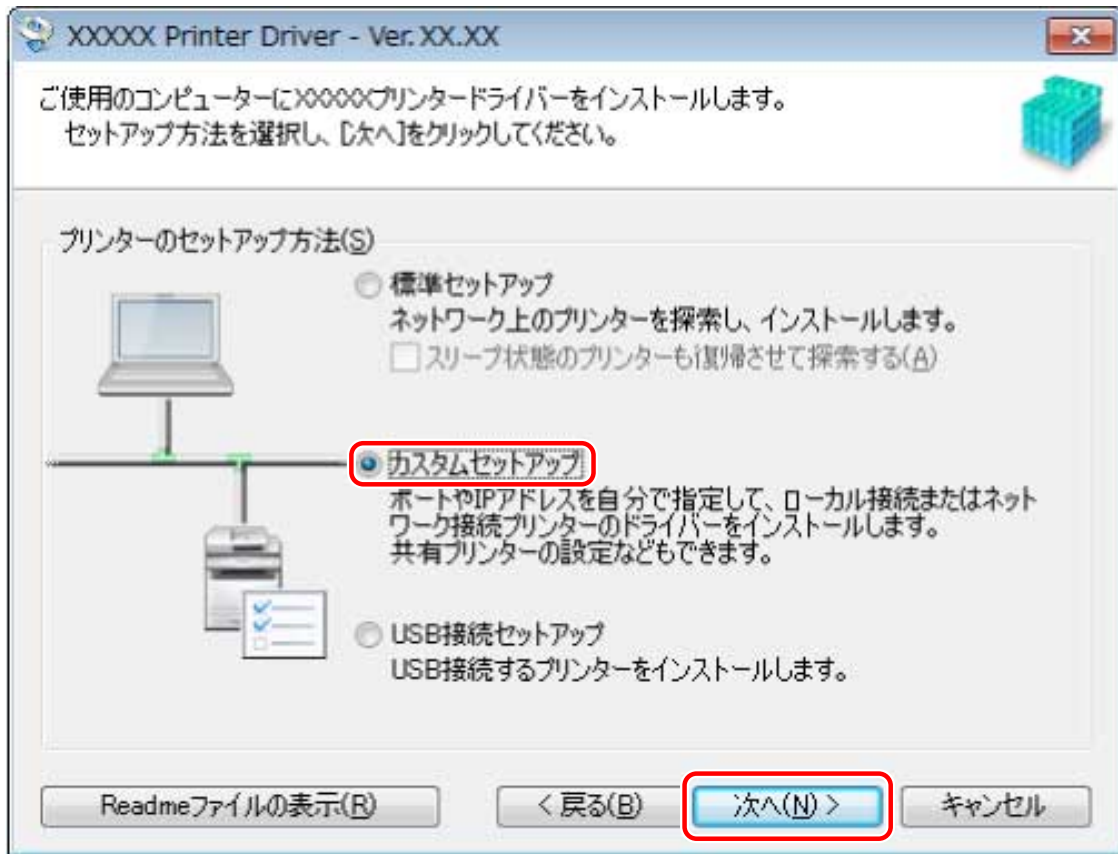 XXXXX Printer Driver - Ver. XX.XX
ご使用のコンピューターにXXXXXプリンタードライバーをインストールします。
セットアップ方法を選択し、[次へ]をクリックしてください。
プリンターのセットアップ方法(S)
標準セットアップ
ネットワーク上のプリンターを探索し、インストールします。
スリープ状態のプリンターも復帰させて探索する(A)
カスタムセットアップ
ポートやIPアドレスを自分で指定して、ローカル接続またはネット
ワーク接続プリンターのドライバーをインストールします。
共有プリンターの設定などもできます。
USB接続セットアップ
USB接続するプリンターをインストールします。
Readmeファイルの表示(R)
< 戻る(B)
次へ(N) >
キャンセル